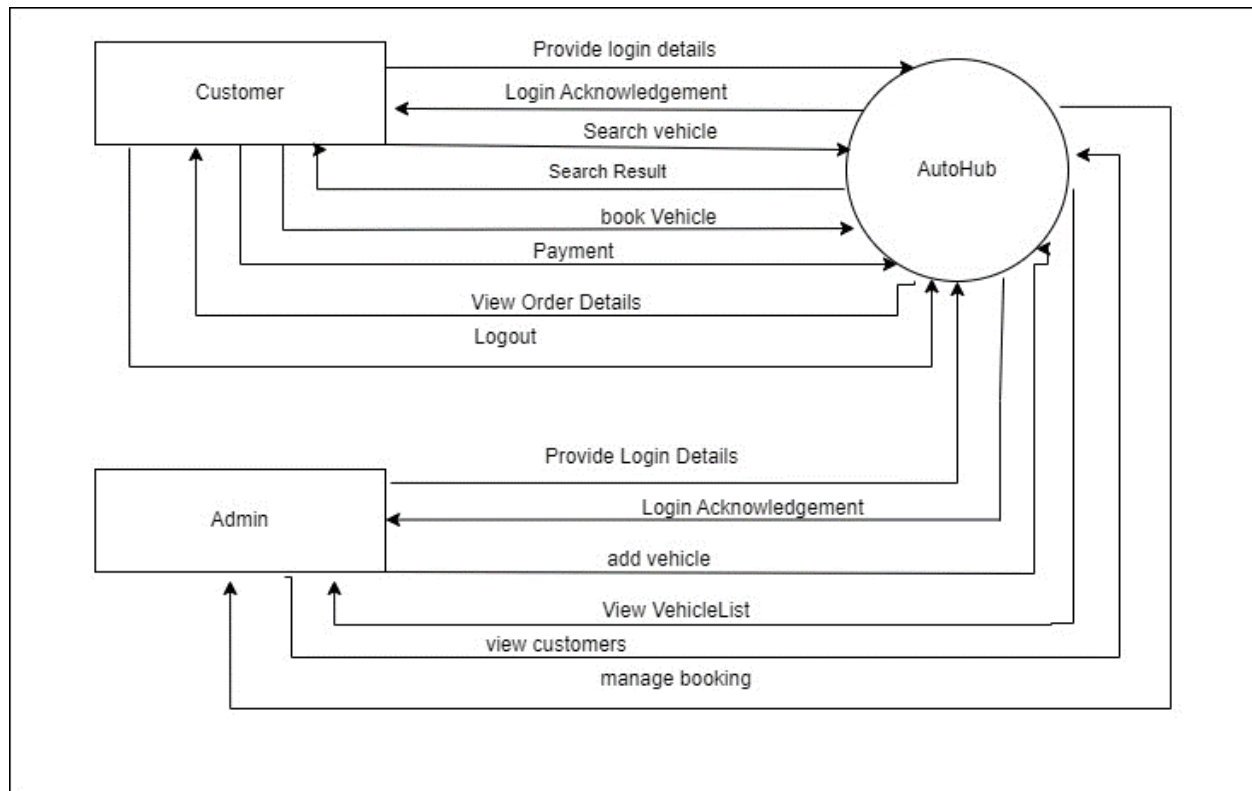 Provide login details
Customer
Login Acknowledgement
Search vehicle
AutoHub
Search Result
book Vehicle
Payment
View Order Details
Logout
Provide Login Details
Admin
Login Acknowledgement
add vehicle
View VehicleList
view customers
manage booking